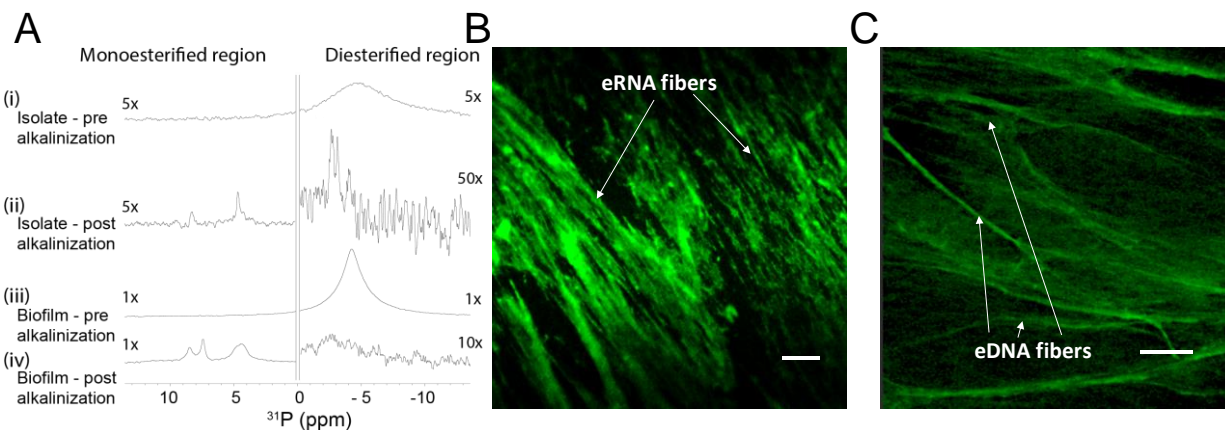 A
B
C
Monoesterified region
Diesterified region
(i)
Isolate - pre
alkalinization
5x
5x
(ii)
Isolate - post
alkalinization
5x
50x
(iii)
Biofilm - pre
alkalinization
1x
1x
(iv)
Biofilm - post
alkalinization
1x
10x
10
5
0
- 5
-10
³¹P (ppm)
eRNA fibers
eDNA fibers